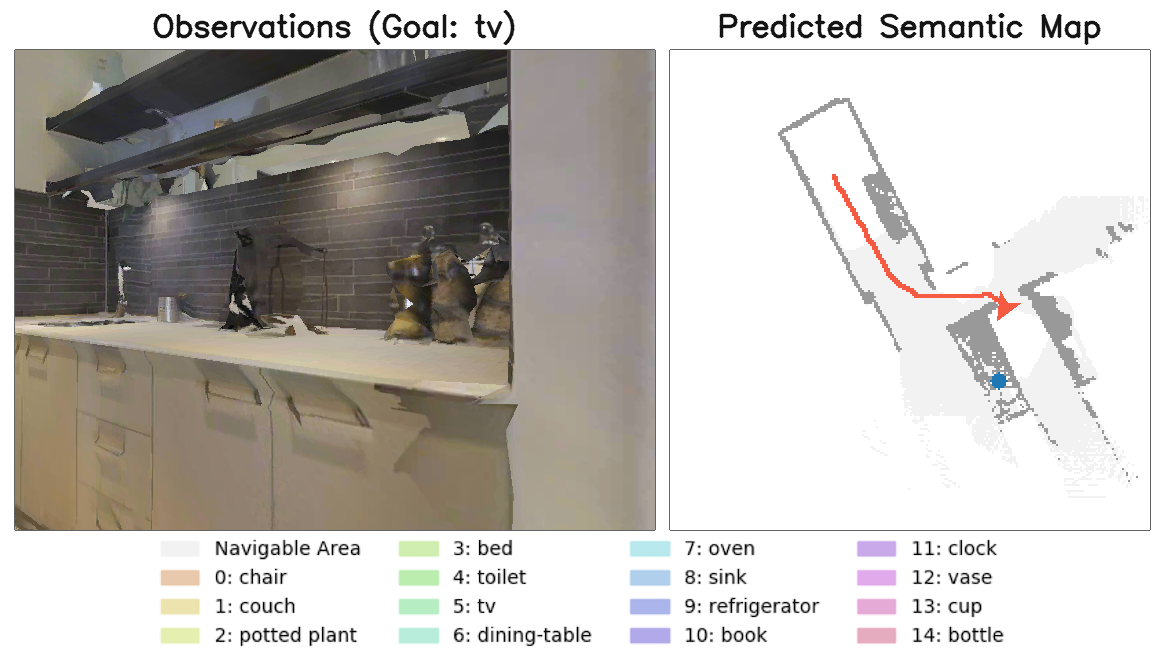 Observations (Goal: tv)
Predicted Semantic Map
Navigable Area
0: chair
1: couch
2: potted plant
3: bed
4: toilet
5: tv
6: dining-table
7: oven
8: sink
9: refrigerator
10: book
11: clock
12: vase
13: cup
14: bottle